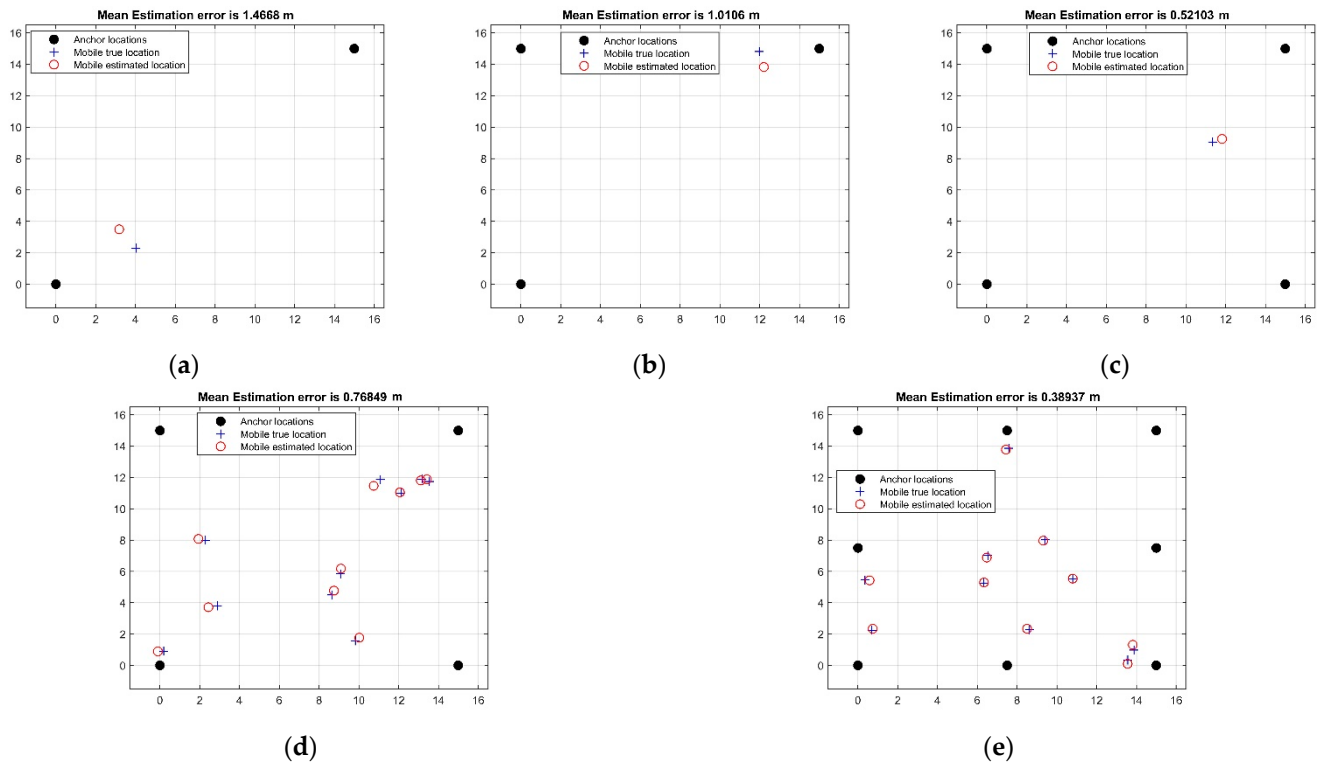 Mean Estimation error is 1.4668 m
16
14
12
10
8
6
4
2
0
Anchor locations
Mobile true location
Mobile estimated location
0 2 4 6 8 10 12 14 16
(a)
Mean Estimation error is 1.0106 m
16
14
12
10
8
6
4
2
0
Anchor locations
Mobile true location
Mobile estimated location
0 2 4 6 8 10 12 14 16
(b)
Mean Estimation error is 0.52103 m
16
14
12
10
8
6
4
2
0
Anchor locations
Mobile true location
Mobile estimated location
0 2 4 6 8 10 12 14 16
(c)
Mean Estimation error is 0.76849 m
16
14
12
10
8
6
4
2
0
Anchor locations
Mobile true location
Mobile estimated location
0 2 4 6 8 10 12 14 16
(d)
Mean Estimation error is 0.38937 m
16
14
12
10
8
6
4
2
0
Anchor locations
Mobile true location
Mobile estimated location
0 2 4 6 8 10 12 14 16
(e)